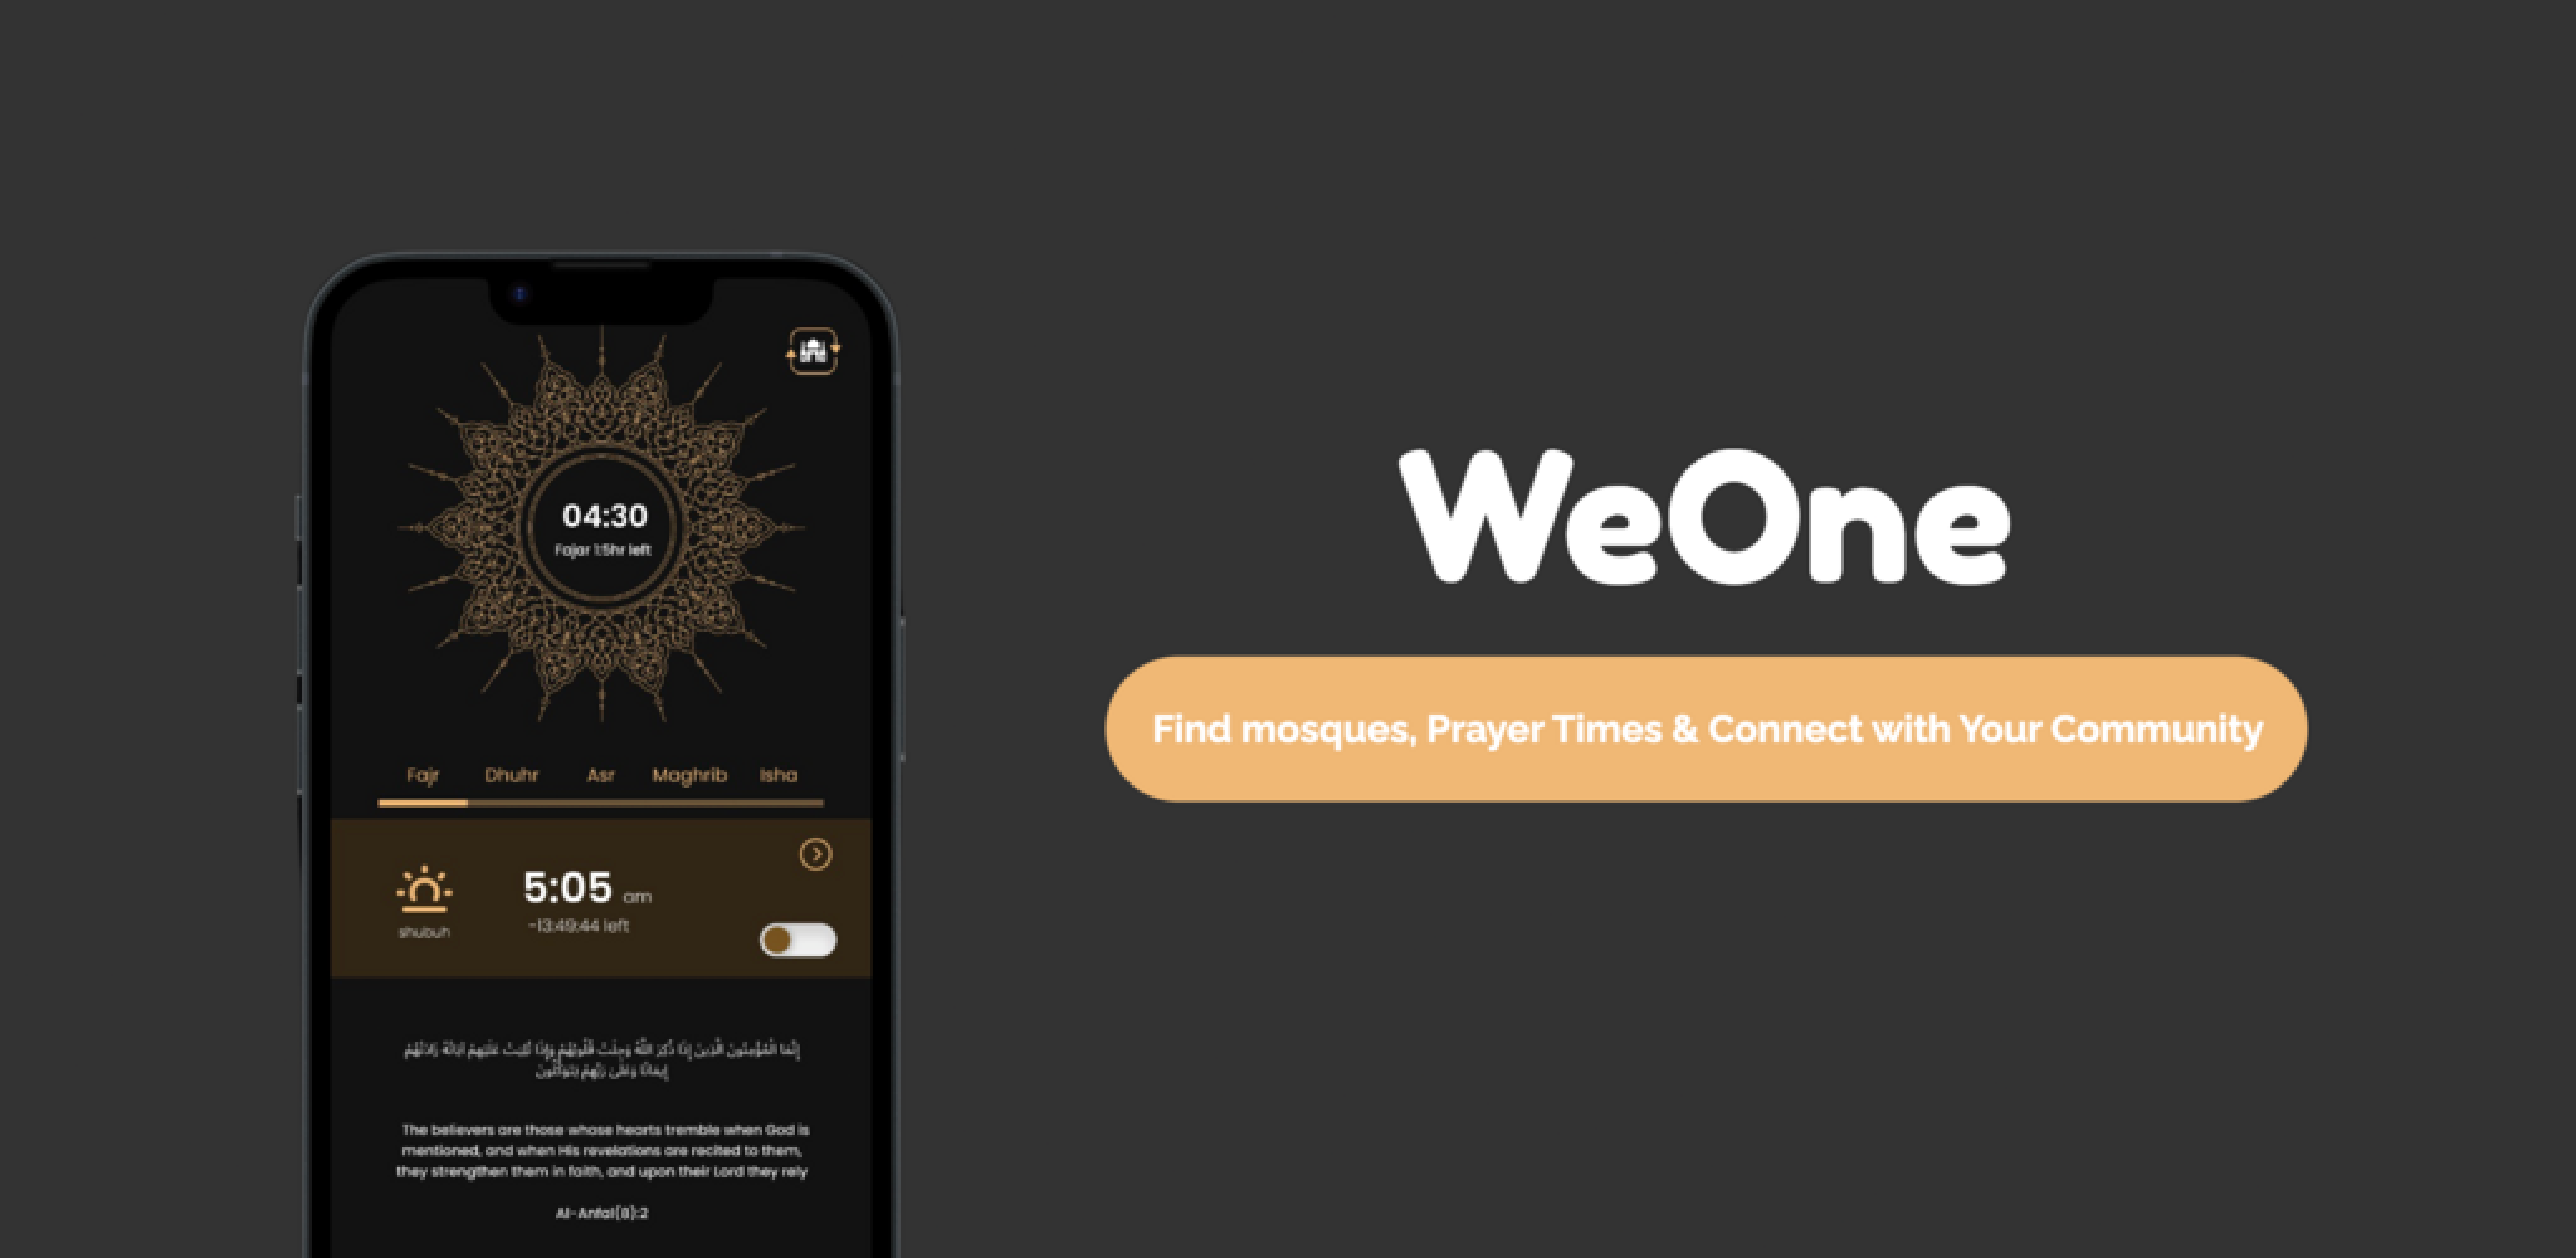 04:30
Fajar 1:5hr left
Fajr Dhuhr Asr Maghrib Isha
5:05 am
-13:49:44 left
shubuh
إِنَّمَا الْمُؤْمِنُونَ الَّذِينَ إِذَا ذُكِرَ اللَّهُ وَجِلَتْ قُلُوبُهُمْ وَإِذَا تُلِيَتْ عَلَيْهِمْ آيَاتُهُ زَادَتْهُمْ
إِيمَانًا وَعَلَىٰ رَبِّهِمْ يَتَوَكَّلُونَ
The believers are those whose hearts tremble when God is
mentioned, and when His revelations are recited to them,
they strengthen them in faith, and upon their Lord they rely
Al-Anfal(8):2
WeOne
Find mosques, Prayer Times & Connect with Your Community